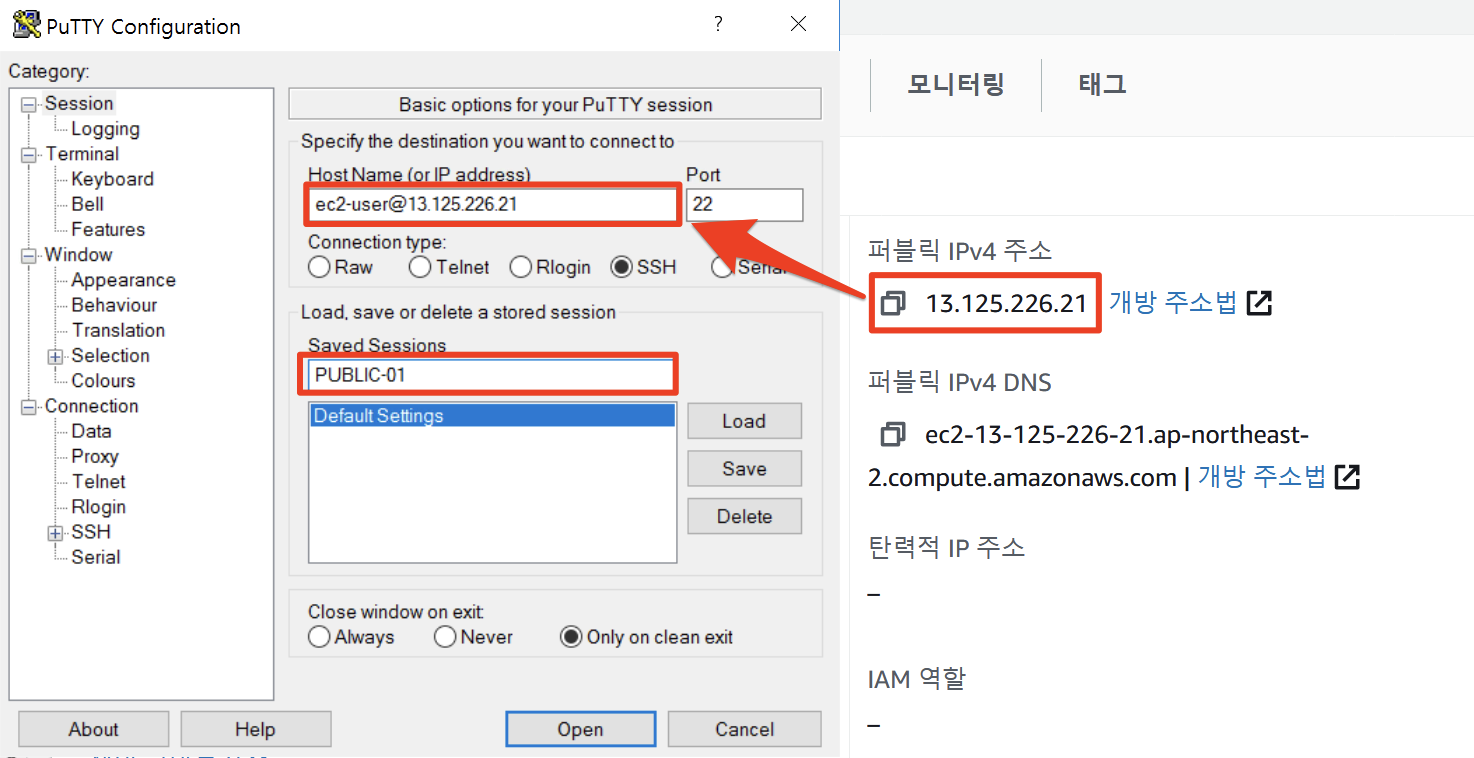 PuTTY Configuration
?
Category:
Session
Logging
Terminal
Keyboard
Bell
Features
Window
Appearance
Behaviour
Translation
Selection
Colours
Connection
Data
Proxy
Telnet
Rlogin
SSH
Serial
Basic options for your PuTTY session
Specify the destination you want to connect to
Host Name (or IP address)
Port
ec2-user@13.125.226.21
22
Connection type:
Raw
Telnet
Rlogin
SSH
Serial
Load, save or delete a stored session
Saved Sessions
PUBLIC-01
Default Settings
Load
Save
Delete
Close window on exit:
Always
Never
Only on clean exit
About
Help
Open
Cancel
모니터링
태그
퍼블릭 IPv4 주소
13.125.226.21 개방 주소법
퍼블릭 IPv4 DNS
ec2-13-125-226-21.ap-northeast-
2.compute.amazonaws.com | 개방 주소법
탄력적 IP 주소
–
IAM 역할
–